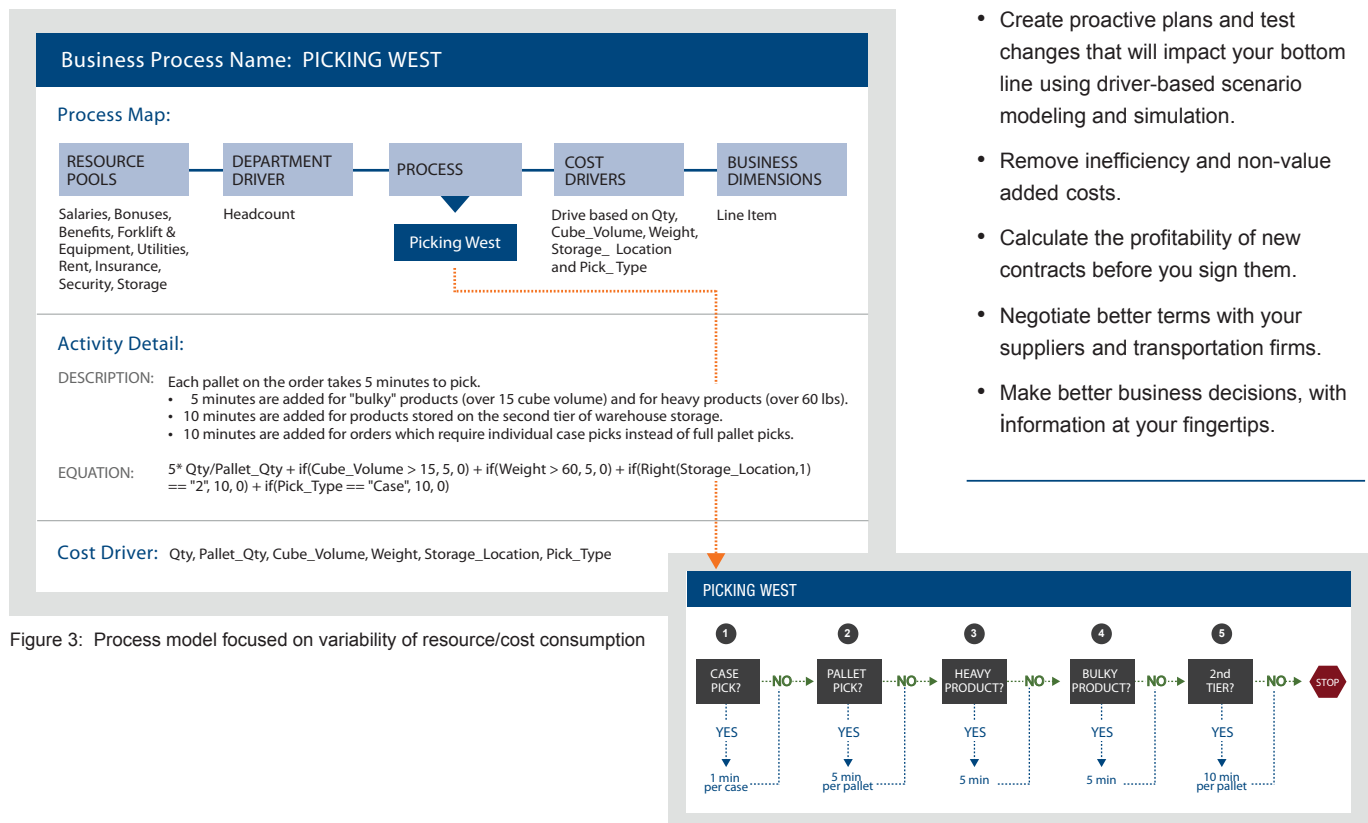 Business Process Name: PICKING WEST
Process Map:
RESOURCE
POOLS
DEPARTMENT
DRIVER
PROCESS
COST
DRIVERS
BUSINESS
DIMENSIONS
Salaries, Bonuses,
Benefits, Forklift &
Equipment, Utilities,
Rent, Insurance,
Security, Storage
Headcount
Picking West
Drive based on Qty,
Cube_Volume, Weight,
Storage_ Location
and Pick_ Type
Line Item
Activity Detail:
DESCRIPTION: Each pallet on the order takes 5 minutes to pick.
• 5 minutes are added for "bulky" products (over 15 cube volume) and for heavy products (over 60 lbs).
• 10 minutes are added for products stored on the second tier of warehouse storage.
• 10 minutes are added for orders which require individual case picks instead of full pallet picks.
EQUATION: 5* Qty/Pallet_Qty + if(Cube_Volume > 15, 5, 0) + if(Weight > 60, 5, 0) + if(Right(Storage_Location,1)
== "2", 10, 0) + if(Pick_Type == "Case", 10, 0)
Cost Driver: Qty, Pallet_Qty, Cube_Volume, Weight, Storage_Location, Pick_Type
Figure 3: Process model focused on variability of resource/cost consumption
PICKING WEST
1
2
3
4
5
CASE
PICK?
NO
PALLET
PICK?
NO
HEAVY
PRODUCT?
NO
BULKY
PRODUCT?
NO
2nd
TIER?
NO
STOP
YES
YES
YES
YES
YES
1 min
per case
5 min
per pallet
5 min
5 min
10 min
per pallet
• Create proactive plans and test
changes that will impact your bottom
line using driver-based scenario
modeling and simulation.
• Remove inefficiency and non-value
added costs.
• Calculate the profitability of new
contracts before you sign them.
• Negotiate better terms with your
suppliers and transportation firms.
• Make better business decisions, with
information at your fingertips.